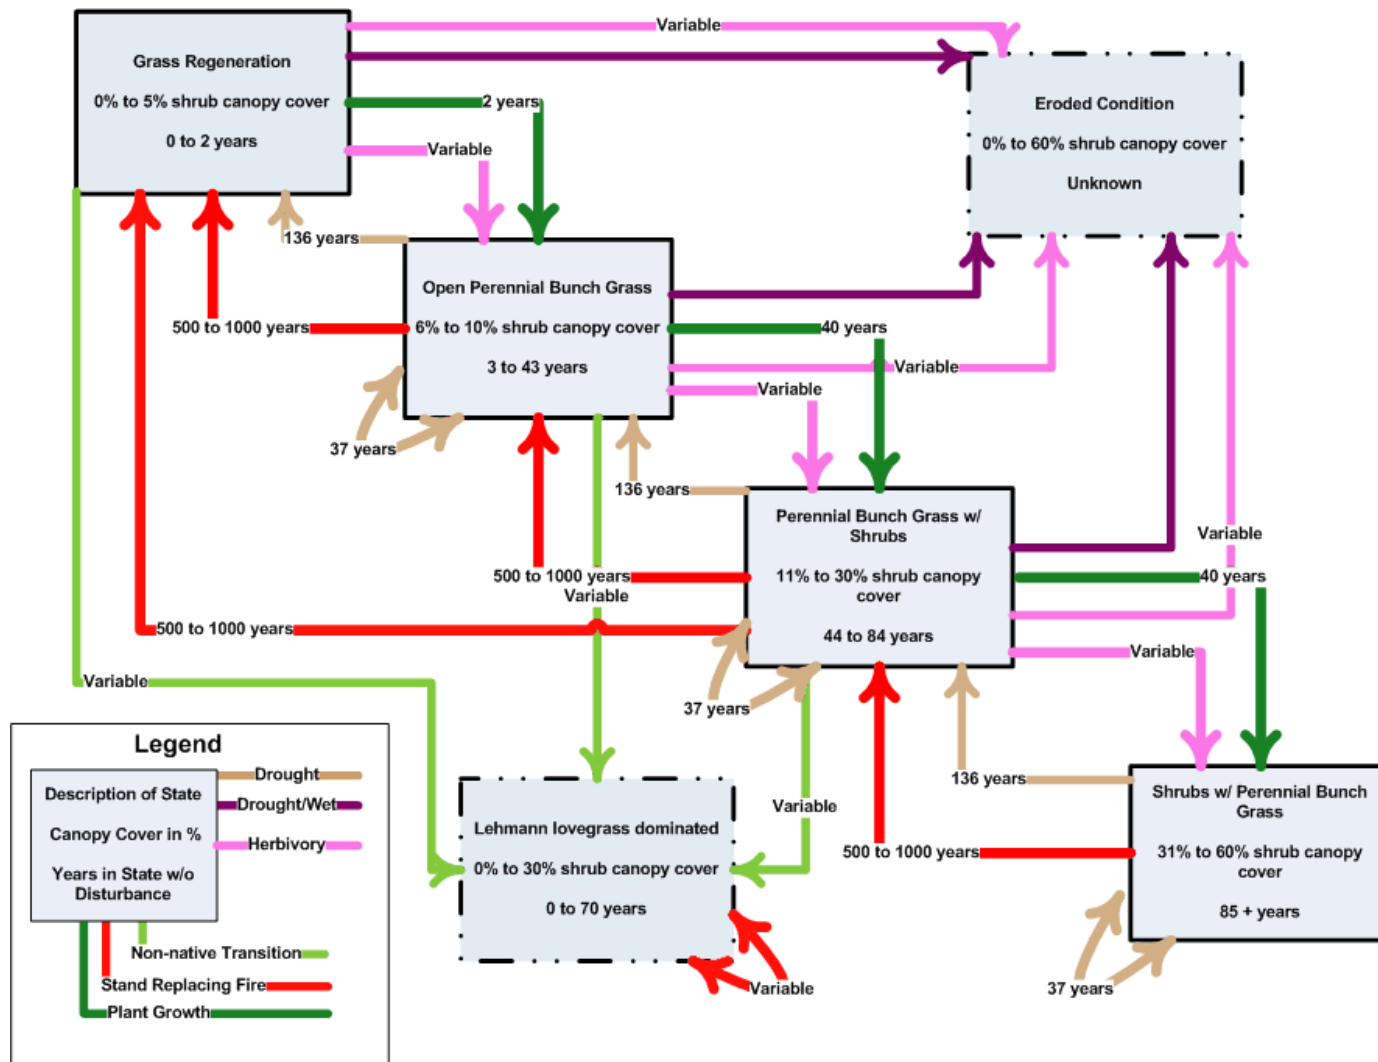 Variable
Grass Regeneration
0% to 5% shrub canopy cover
0 to 2 years
2 years
Variable
Eroded Condition
0% to 60% shrub canopy cover
Unknown
136 years
Open Perennial Bunch Grass
6% to 10% shrub canopy cover
3 to 43 years
500 to 1000 years
40 years
Variable
Variable
37 years
136 years
Perennial Bunch Grass w/
Shrubs
11% to 30% shrub canopy
cover
44 to 84 years
Variable
500 to 1000 years
40 years
Variable
500 to 1000 years
Variable
Variable
37 years
Legend
Description of State
Canopy Cover in %
Years in State w/o
Disturbance
Drought
Drought/Wet
Herbivory
Non-native Transition
Stand Replacing Fire
Plant Growth
Lehmann lovegrass dominated
0% to 30% shrub canopy cover
0 to 70 years
Variable
Variable
136 years
Shrubs w/ Perennial Bunch
Grass
31% to 60% shrub canopy
cover
85 + years
500 to 1000 years
37 years